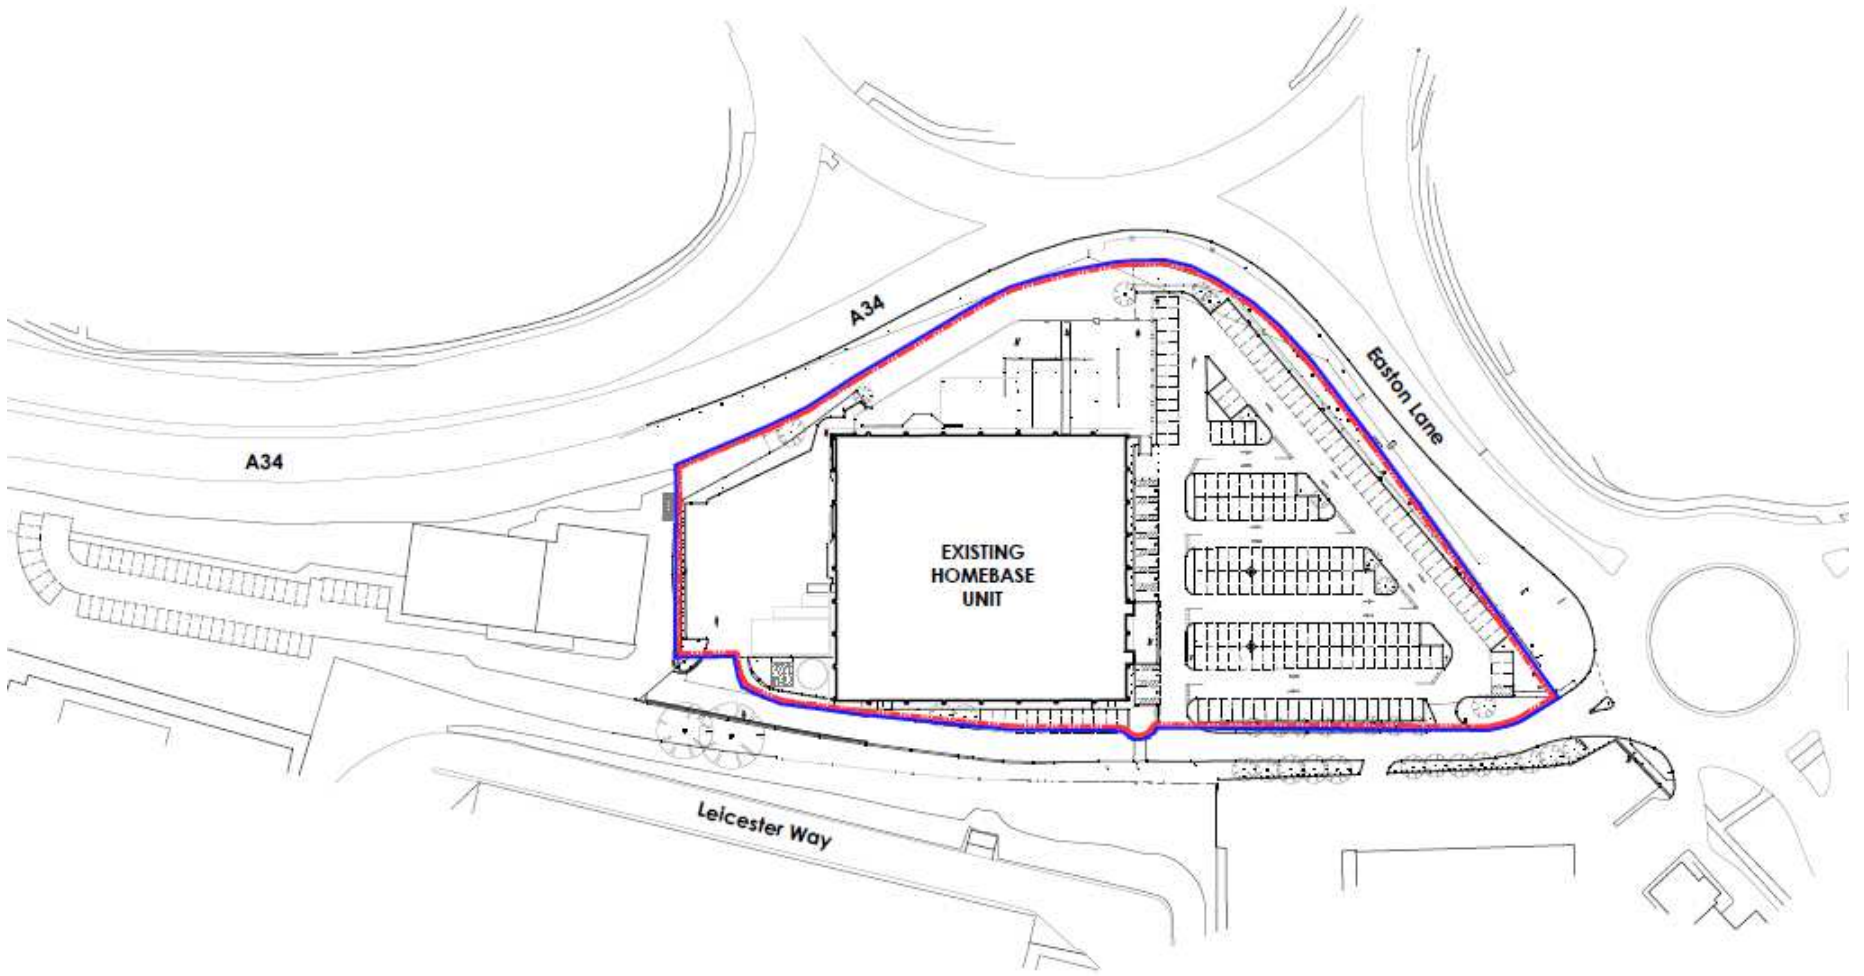 A34
Easton Lane
A34
EXISTING
HOMEBASE
UNIT
Leicester Way